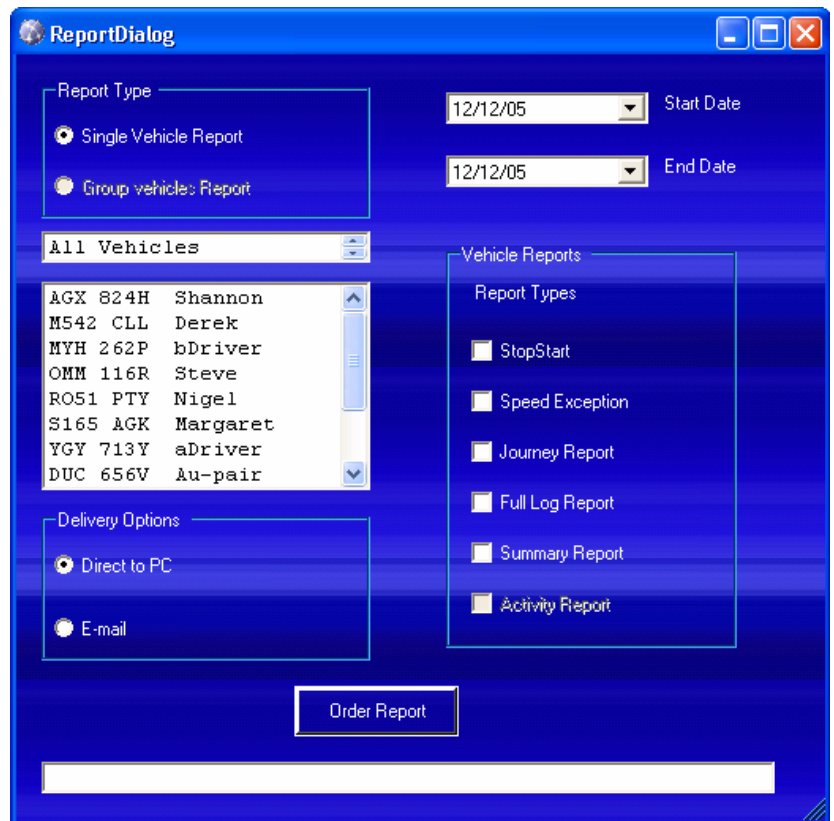 ReportDialog
Report Type
Single Vehicle Report
Group vehicles Report
All Vehicles
AGX 824H Shannon
M542 CLL Derek
MYH 262P bDriver
OMM 116R Steve
RO51 PTY Nigel
S165 AGK Margaret
YGY 713Y aDriver
DUC 656V Au-pair
Delivery Options
Direct to PC
E-mail
12/12/05 Start Date
12/12/05 End Date
Vehicle Reports
Report Types
StopStart
Speed Exception
Journey Report
Full Log Report
Summary Report
Activity Report
Order Report